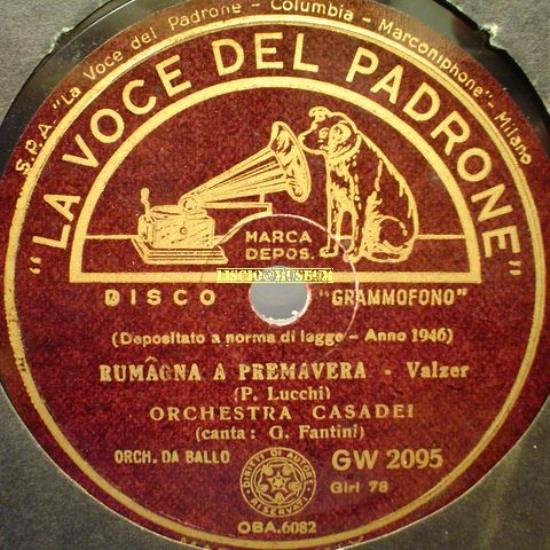 S.P.A. "La Voce del Padrone - Columbia - Marconiphone" - Milano
"LA VOCE DEL PADRONE"
MARCA
DEPOS.
LISCIO@MUSEUM
DISCO "GRAMMOFONO"
(Depositato a norma di legge - Anno 1946)
RUMÂGNA A PREMAVERA - Valzer
(P. Lucchi)
ORCHESTRA CASADEI
(canta: G. Fantini)
ORCH. DA BALLO GW 2095
Giri 78
DIRITTI DI AUTORE
RISERVATI
OBA.6082